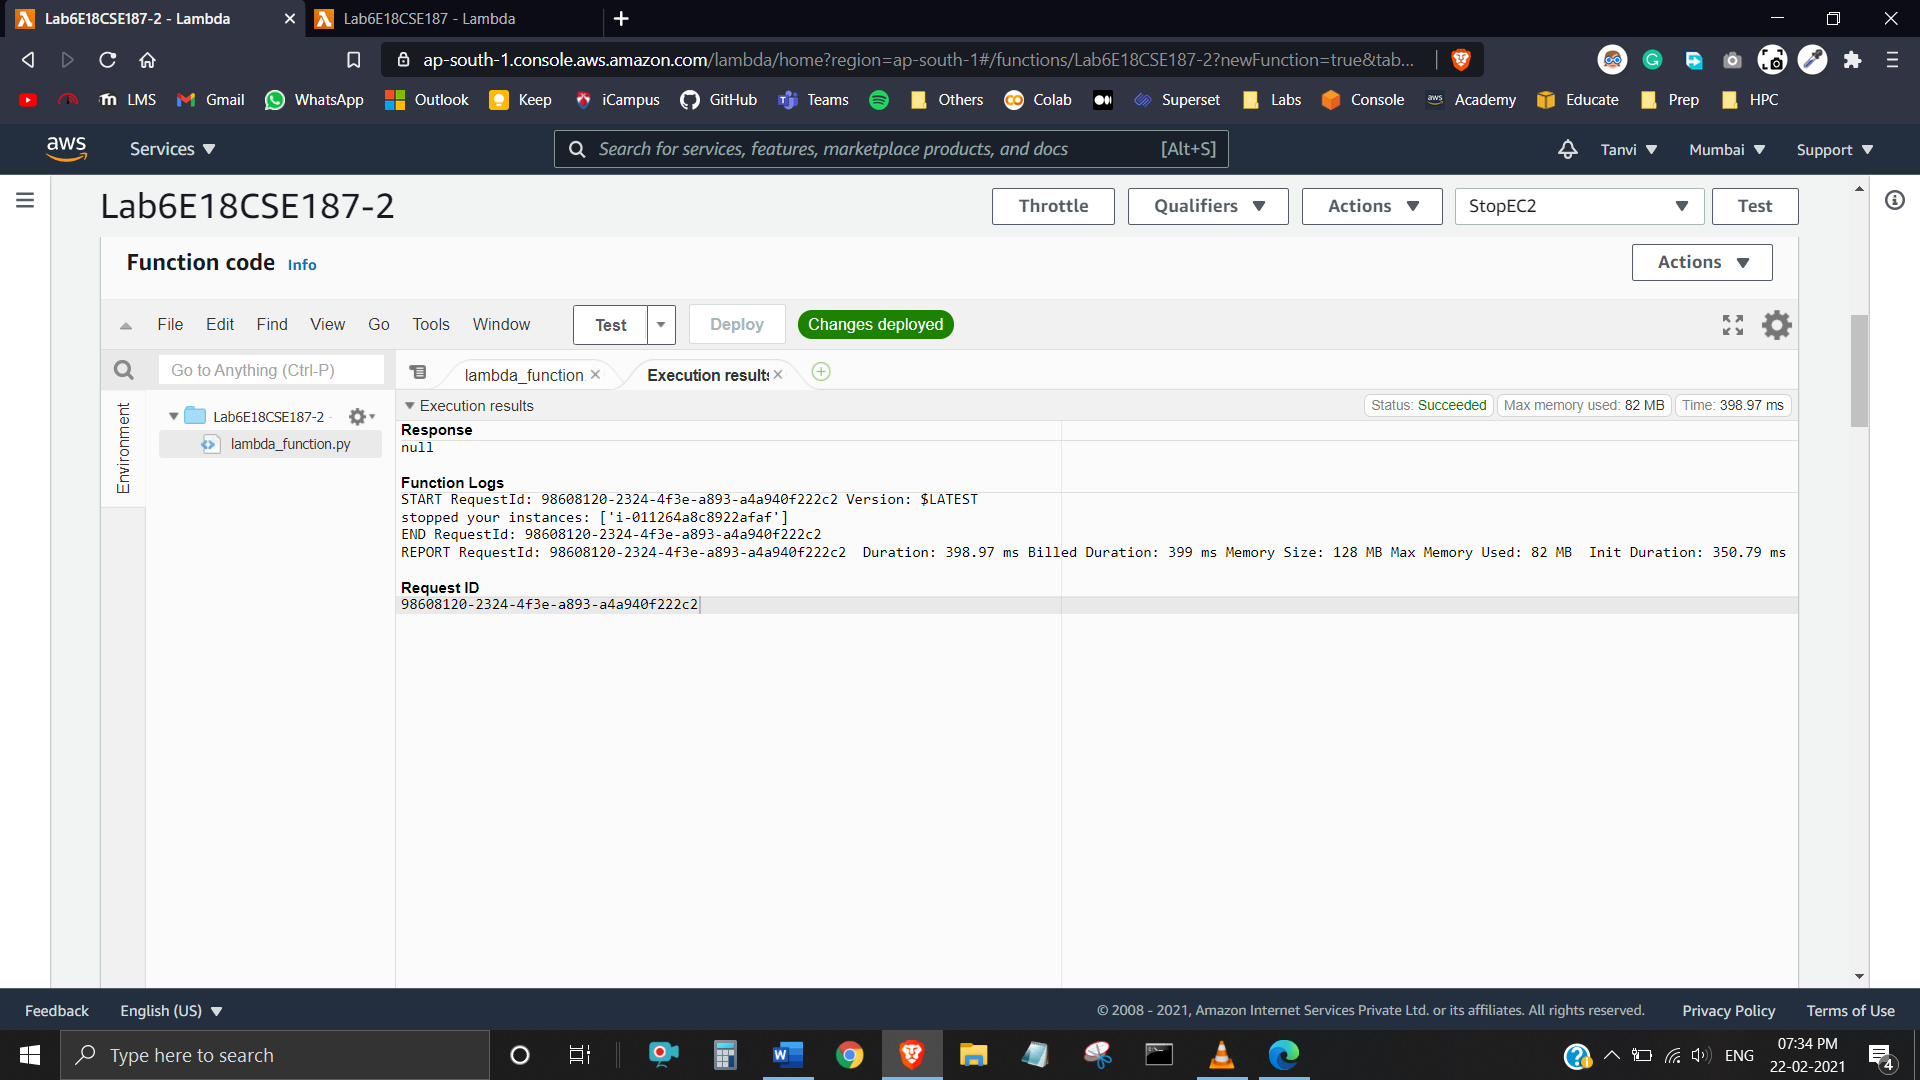 Lab6E18CSE187-2 - Lambda
Lab6E18CSE187 - Lambda
ap-south-1.console.aws.amazon.com/lambda/home?region=ap-south-1#/functions/Lab6E18CSE187-2?newFunction=true&tab...
LMS Gmail WhatsApp Outlook Keep iCampus GitHub Teams Others Colab Superset Labs Console aws Academy Educate Prep HPC
aws Services Search for services, features, marketplace products, and docs [Alt+S] Tanvi Mumbai Support
Lab6E18CSE187-2 Throttle Qualifiers Actions StopEC2 Test
Function code Info Actions
File Edit Find View Go Tools Window Test Deploy Changes deployed
Go to Anything (Ctrl-P) lambda_function Execution results
Execution results Status: Succeeded Max memory used: 82 MB Time: 398.97 ms
Environment
Lab6E18CSE187-2 -
lambda_function.py
Response
null
Function Logs
START RequestId: 98608120-2324-4f3e-a893-a4a940f222c2 Version: $LATEST
stopped your instances: ['i-011264a8c8922afaf']
END RequestId: 98608120-2324-4f3e-a893-a4a940f222c2
REPORT RequestId: 98608120-2324-4f3e-a893-a4a940f222c2 Duration: 398.97 ms Billed Duration: 399 ms Memory Size: 128 MB Max Memory Used: 82 MB Init Duration: 350.79 ms
Request ID
98608120-2324-4f3e-a893-a4a940f222c2
Feedback English (US) © 2008 - 2021, Amazon Internet Services Private Ltd. or its affiliates. All rights reserved. Privacy Policy Terms of Use
Type here to search
ENG
07:34 PM
22-02-2021
4